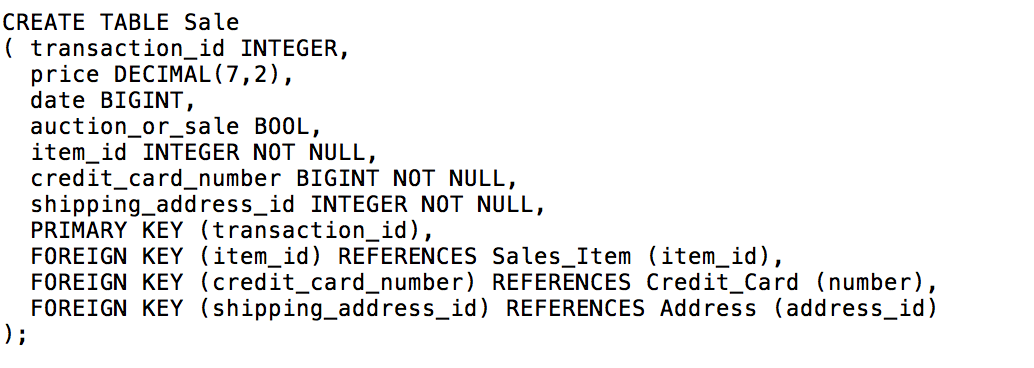 CREATE TABLE Sale
( transaction_id INTEGER,
  price DECIMAL(7,2),
  date BIGINT,
  auction_or_sale BOOL,
  item_id INTEGER NOT NULL,
  credit_card_number BIGINT NOT NULL,
  shipping_address_id INTEGER NOT NULL,
  PRIMARY KEY (transaction_id),
  FOREIGN KEY (item_id) REFERENCES Sales_Item (item_id),
  FOREIGN KEY (credit_card_number) REFERENCES Credit_Card (number),
  FOREIGN KEY (shipping_address_id) REFERENCES Address (address_id)
);